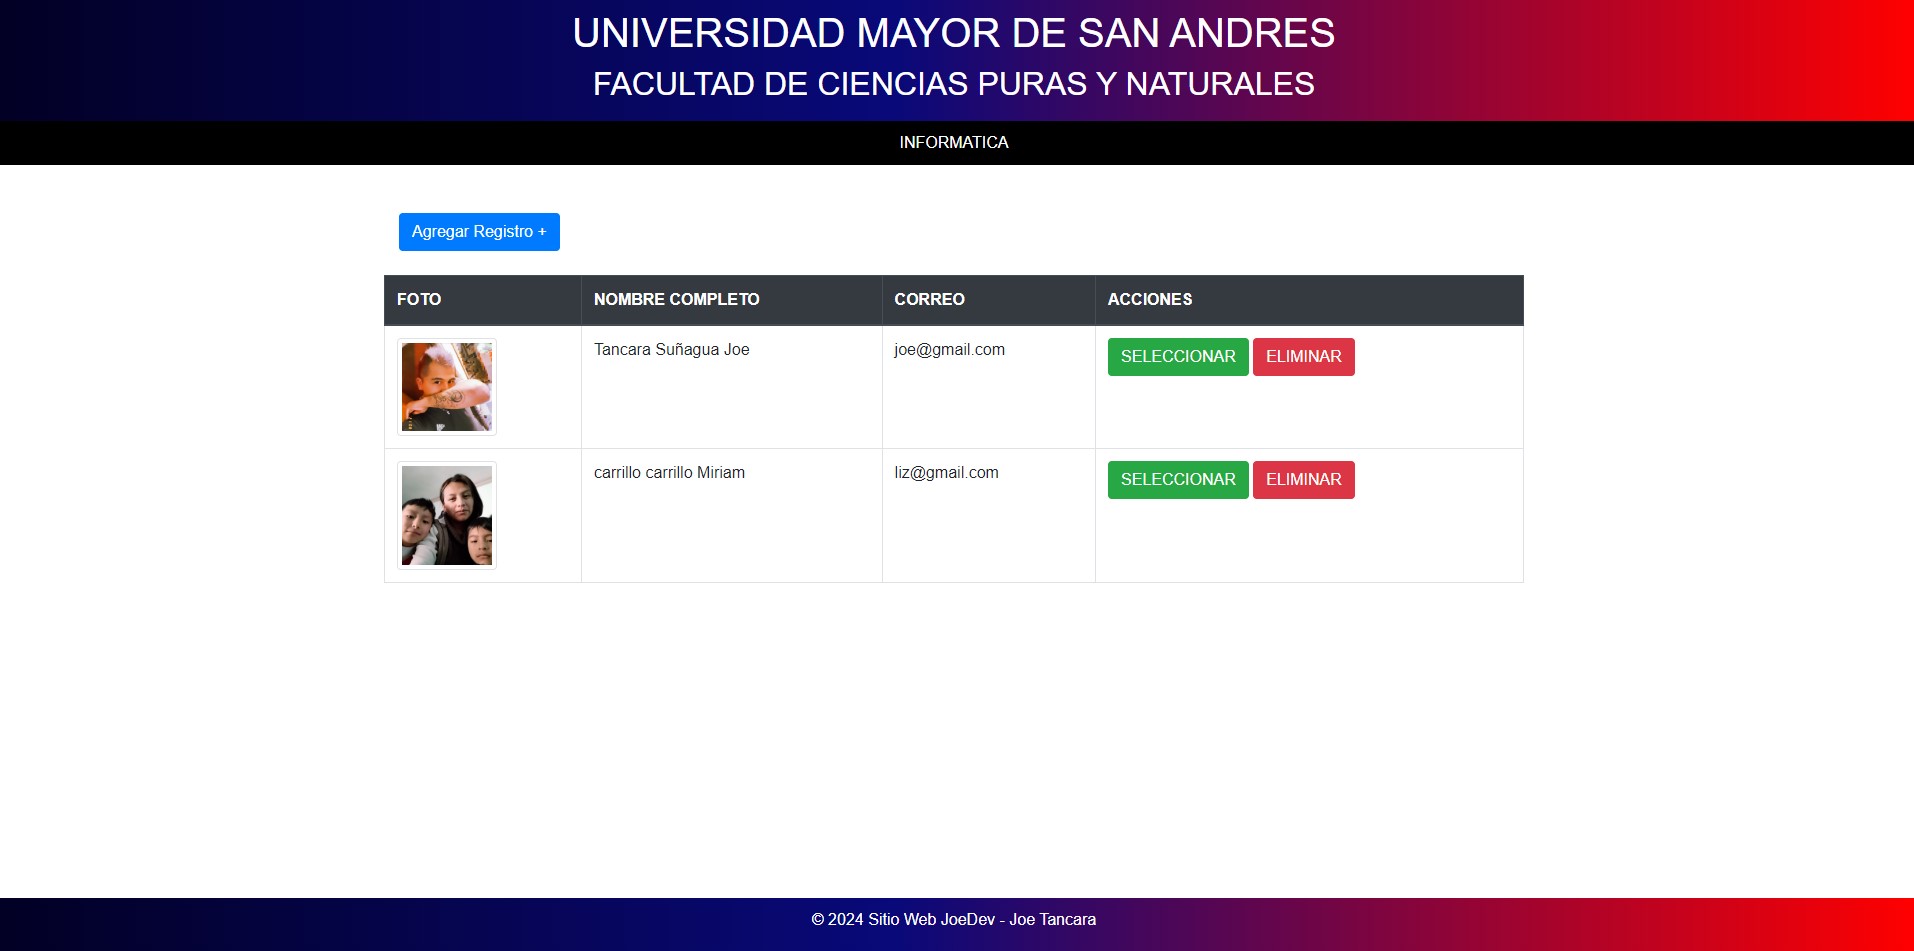 UNIVERSIDAD MAYOR DE SAN ANDRES
FACULTAD DE CIENCIAS PURAS Y NATURALES
INFORMATICA
Agregar Registro +
FOTO NOMBRE COMPLETO CORREO ACCIONES
Tancara Suñagua Joe joe@gmail.com SELECCIONAR ELIMINAR
carrillo carrillo Miriam liz@gmail.com SELECCIONAR ELIMINAR
© 2024 Sitio Web JoeDev - Joe Tancara